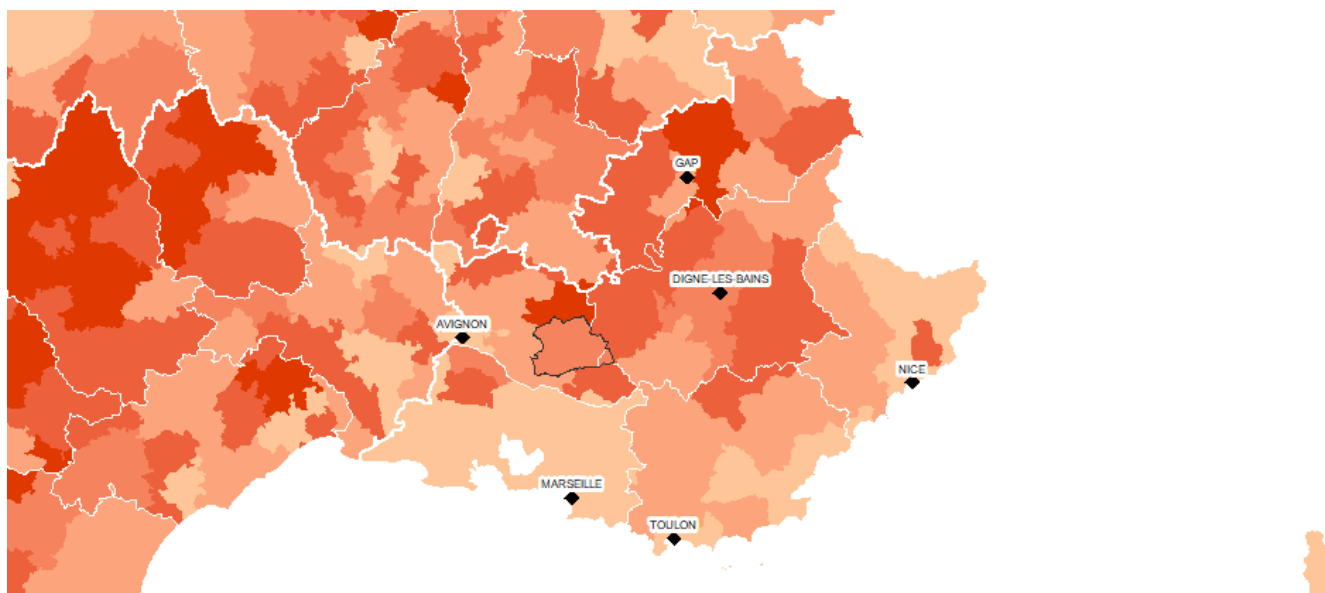 GAP
DIGNE-LES-BAINS
AVIGNON
NICE
MARSEILLE
TOULON